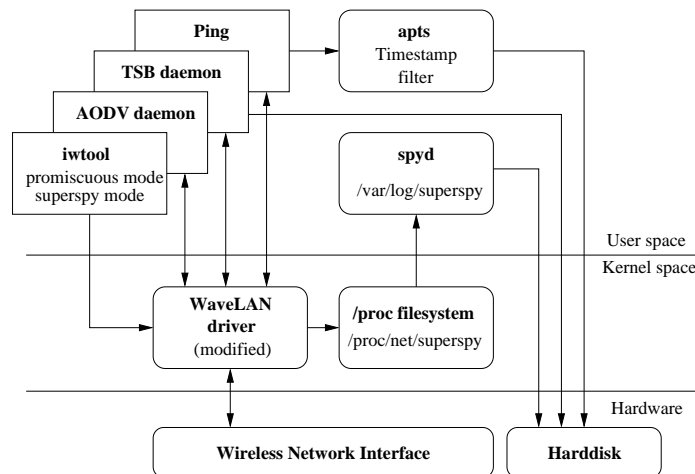 Ping
apts
Timestamp
filter
TSB daemon
AODV daemon
iwtool
promiscuous mode
superspy mode
spyd
/var/log/superspy
User space
Kernel space
WaveLAN
driver
(modified)
/proc filesystem
/proc/net/superspy
Hardware
Wireless Network Interface
Harddisk